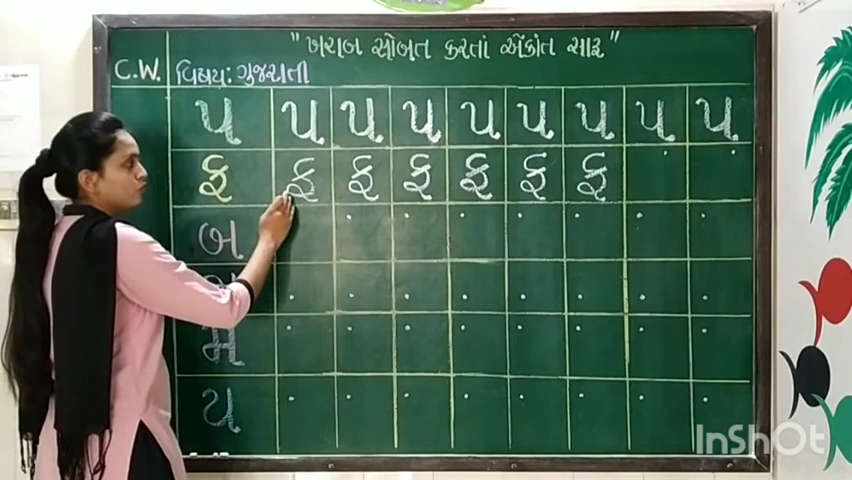 "ખરાબ સોબત કરતાં એકાંત સારૂ"
C.W. વિષય: ગુજરાતી
પ પ પ પ પ પ પ પ પ
ફ ફ ફ ફ ફ ફ ફ
બ
મ
ય
InShOt